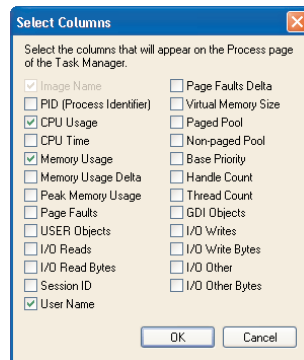 Select Columns
Select the columns that will appear on the Process page
of the Task Manager.
Image Name
PID (Process Identifier)
CPU Usage
CPU Time
Memory Usage
Memory Usage Delta
Peak Memory Usage
Page Faults
USER Objects
I/O Reads
I/O Read Bytes
Session ID
User Name
Page Faults Delta
Virtual Memory Size
Paged Pool
Non-paged Pool
Base Priority
Handle Count
Thread Count
GDI Objects
I/O Writes
I/O Write Bytes
I/O Other
I/O Other Bytes
OK
Cancel